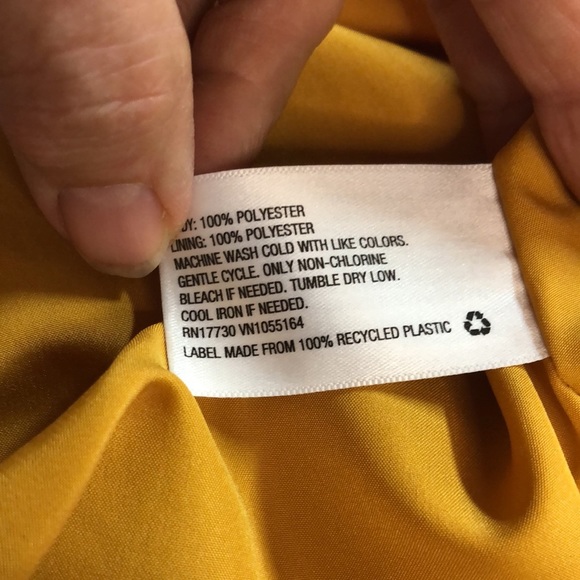 DY: 100% POLYESTER
LINING: 100% POLYESTER
MACHINE WASH COLD WITH LIKE COLORS.
GENTLE CYCLE. ONLY NON-CHLORINE
BLEACH IF NEEDED. TUMBLE DRY LOW.
COOL IRON IF NEEDED.
RN17730 VN1055164
LABEL MADE FROM 100% RECYCLED PLASTIC